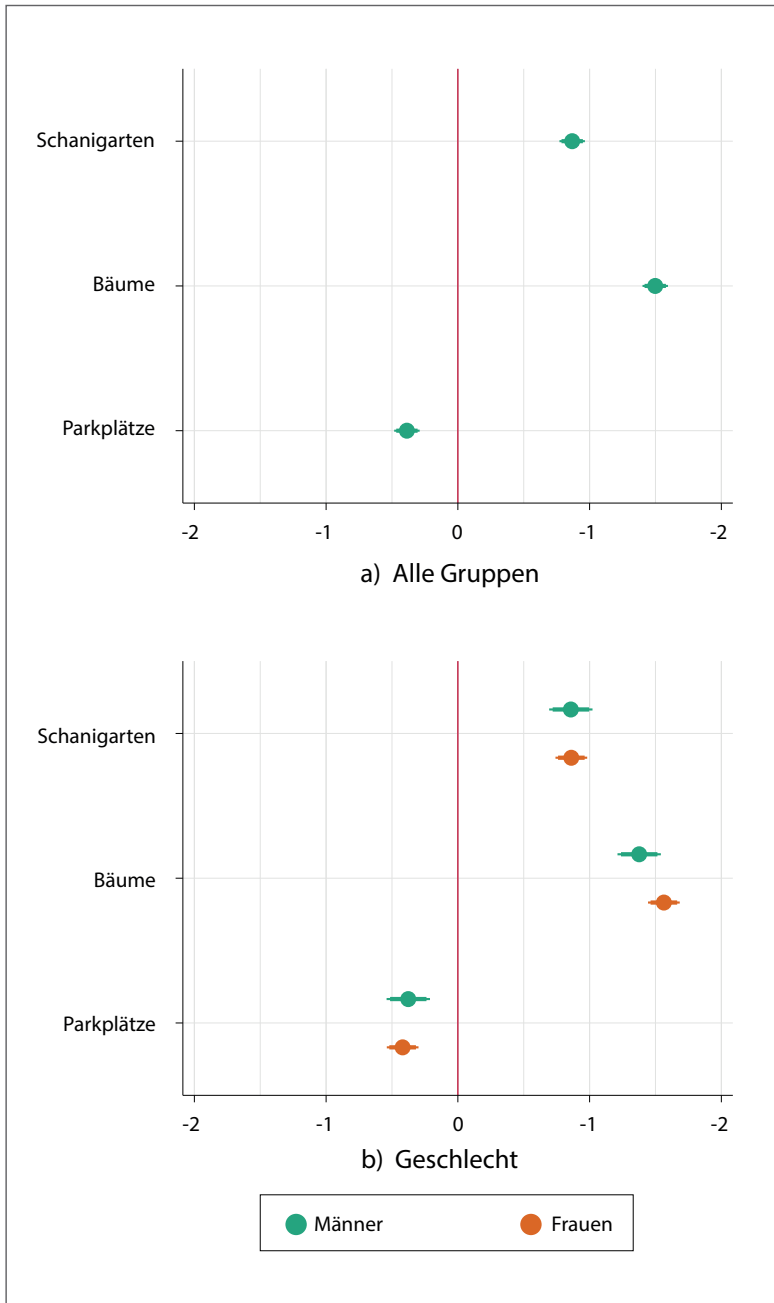 Schanigarten
Bäume
Parkplätze
-2 -1 0 -1 -2
a) Alle Gruppen
Schanigarten
Bäume
Parkplätze
-2 -1 0 -1 -2
b) Geschlecht
Männer Frauen